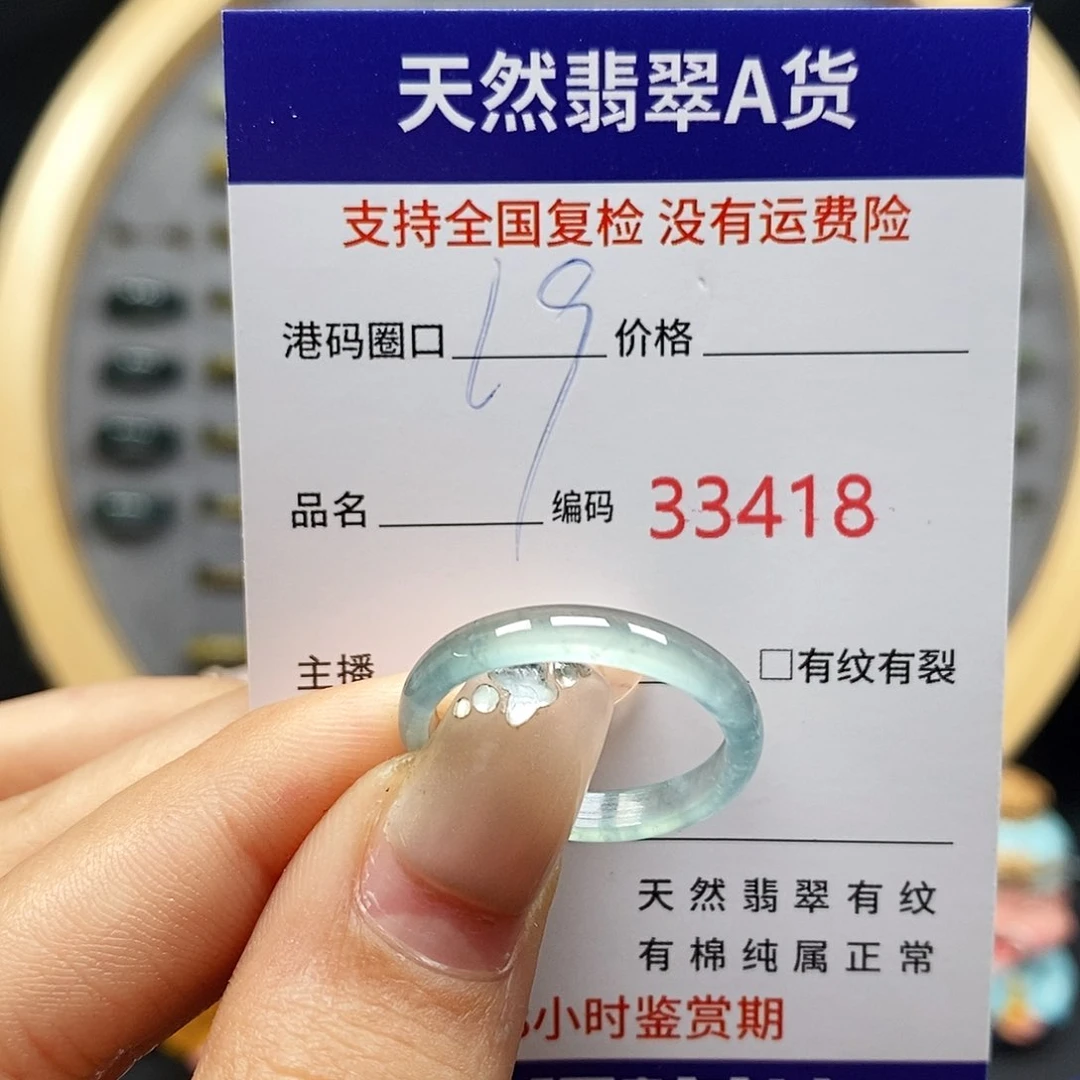 天然翡翠A货
支持全国复检 没有运费险
港码圈口 19 价格
品名 编码 33418
主播 □有纹有裂
天然翡翠有纹
有棉纯属正常
小时鉴赏期